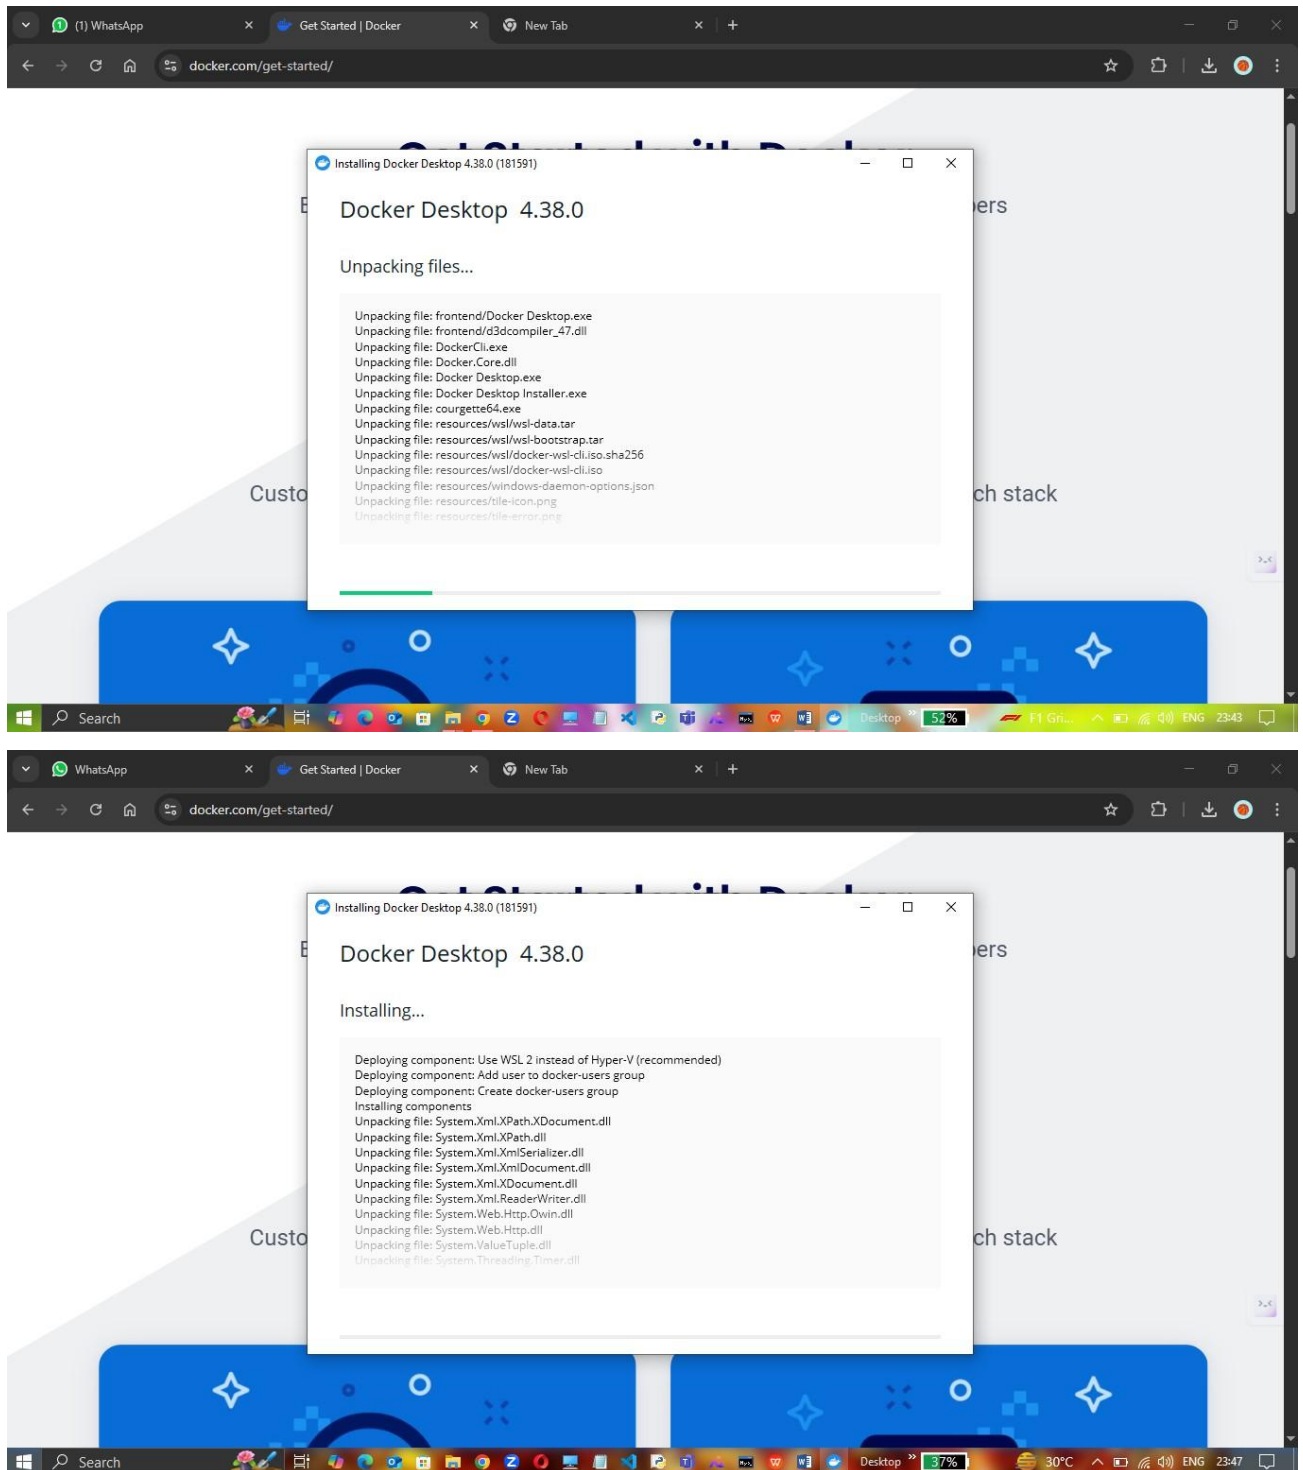 (1) WhatsApp
Get Started | Docker
New Tab
docker.com/get-started/
Installing Docker Desktop 4.38.0 (181591)
Docker Desktop 4.38.0
ers
Unpacking files...
Unpacking file: frontend/Docker Desktop.exe
Unpacking file: frontend/d3dcompiler_47.dll
Unpacking file: DockerCli.exe
Unpacking file: Docker.Core.dll
Unpacking file: Docker Desktop.exe
Unpacking file: Docker Desktop Installer.exe
Unpacking file: courgette64.exe
Unpacking file: resources/wsl/wsl-data.tar
Unpacking file: resources/wsl/wsl-bootstrap.tar
Unpacking file: resources/wsl/docker-wsl-cli.iso.sha256
Unpacking file: resources/wsl/docker-wsl-cli.iso
Unpacking file: resources/windows-daemon-options.json
Unpacking file: resources/tile-icon.png
Unpacking file: resources/tile-error.png
Custo ch stack
Search Desktop 52% F1 Gri... ENG 23:43
WhatsApp
Get Started | Docker
New Tab
docker.com/get-started/
Installing Docker Desktop 4.38.0 (181591)
Docker Desktop 4.38.0
ers
Installing...
Deploying component: Use WSL 2 instead of Hyper-V (recommended)
Deploying component: Add user to docker-users group
Deploying component: Create docker-users group
Installing components
Unpacking file: System.Xml.XPath.XDocument.dll
Unpacking file: System.Xml.XPath.dll
Unpacking file: System.Xml.XmlSerializer.dll
Unpacking file: System.Xml.XmlDocument.dll
Unpacking file: System.Xml.XDocument.dll
Unpacking file: System.Xml.ReaderWriter.dll
Unpacking file: System.Web.Http.Owin.dll
Unpacking file: System.Web.Http.dll
Unpacking file: System.ValueTuple.dll
Unpacking file: System.Threading.Timer.dll
Custo ch stack
Search Desktop 37% 30°C ENG 23:47